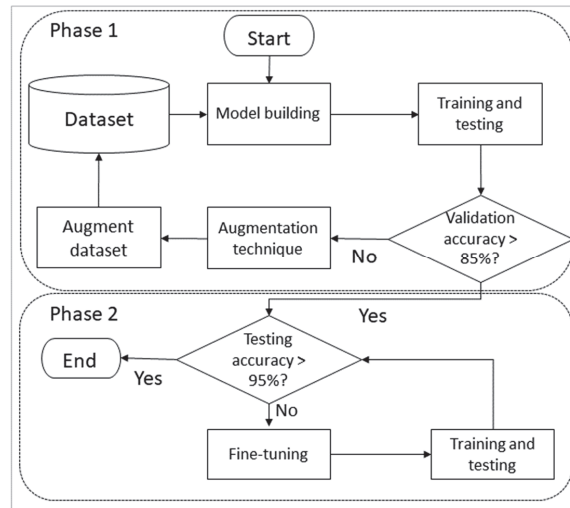 Phase 1
Start
Dataset
Model building
Training and
testing
Augment
dataset
Augmentation
technique
No
Validation
accuracy >
85%?
Yes
Phase 2
End
Yes
Testing
accuracy >
95%?
No
Fine-tuning
Training and
testing